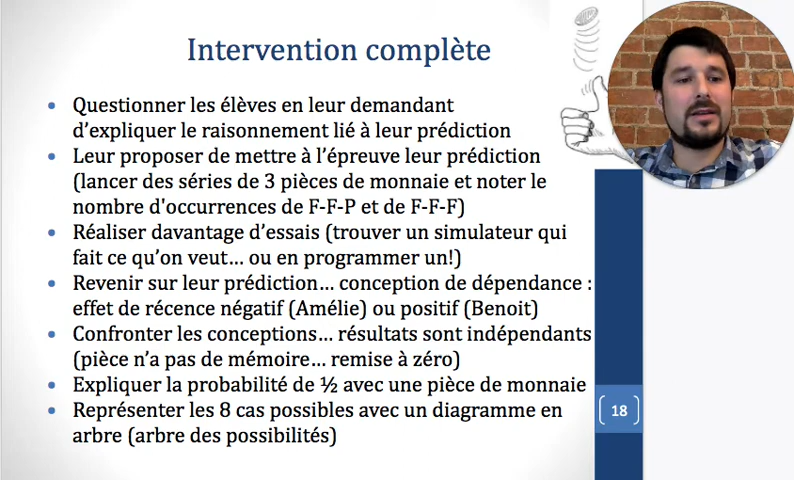 Intervention complète
• Questionner les élèves en leur demandant
d'expliquer le raisonnement lié à leur prédiction
• Leur proposer de mettre à l'épreuve leur prédiction
(lancer des séries de 3 pièces de monnaie et noter le
nombre d'occurrences de F-F-P et de F-F-F)
• Réaliser davantage d'essais (trouver un simulateur qui
fait ce qu'on veut… ou en programmer un!)
• Revenir sur leur prédiction… conception de dépendance :
effet de récence négatif (Amélie) ou positif (Benoit)
• Confronter les conceptions… résultats sont indépendants
(pièce n'a pas de mémoire… remise à zéro)
• Expliquer la probabilité de ½ avec une pièce de monnaie
• Représenter les 8 cas possibles avec un diagramme en
arbre (arbre des possibilités)
18